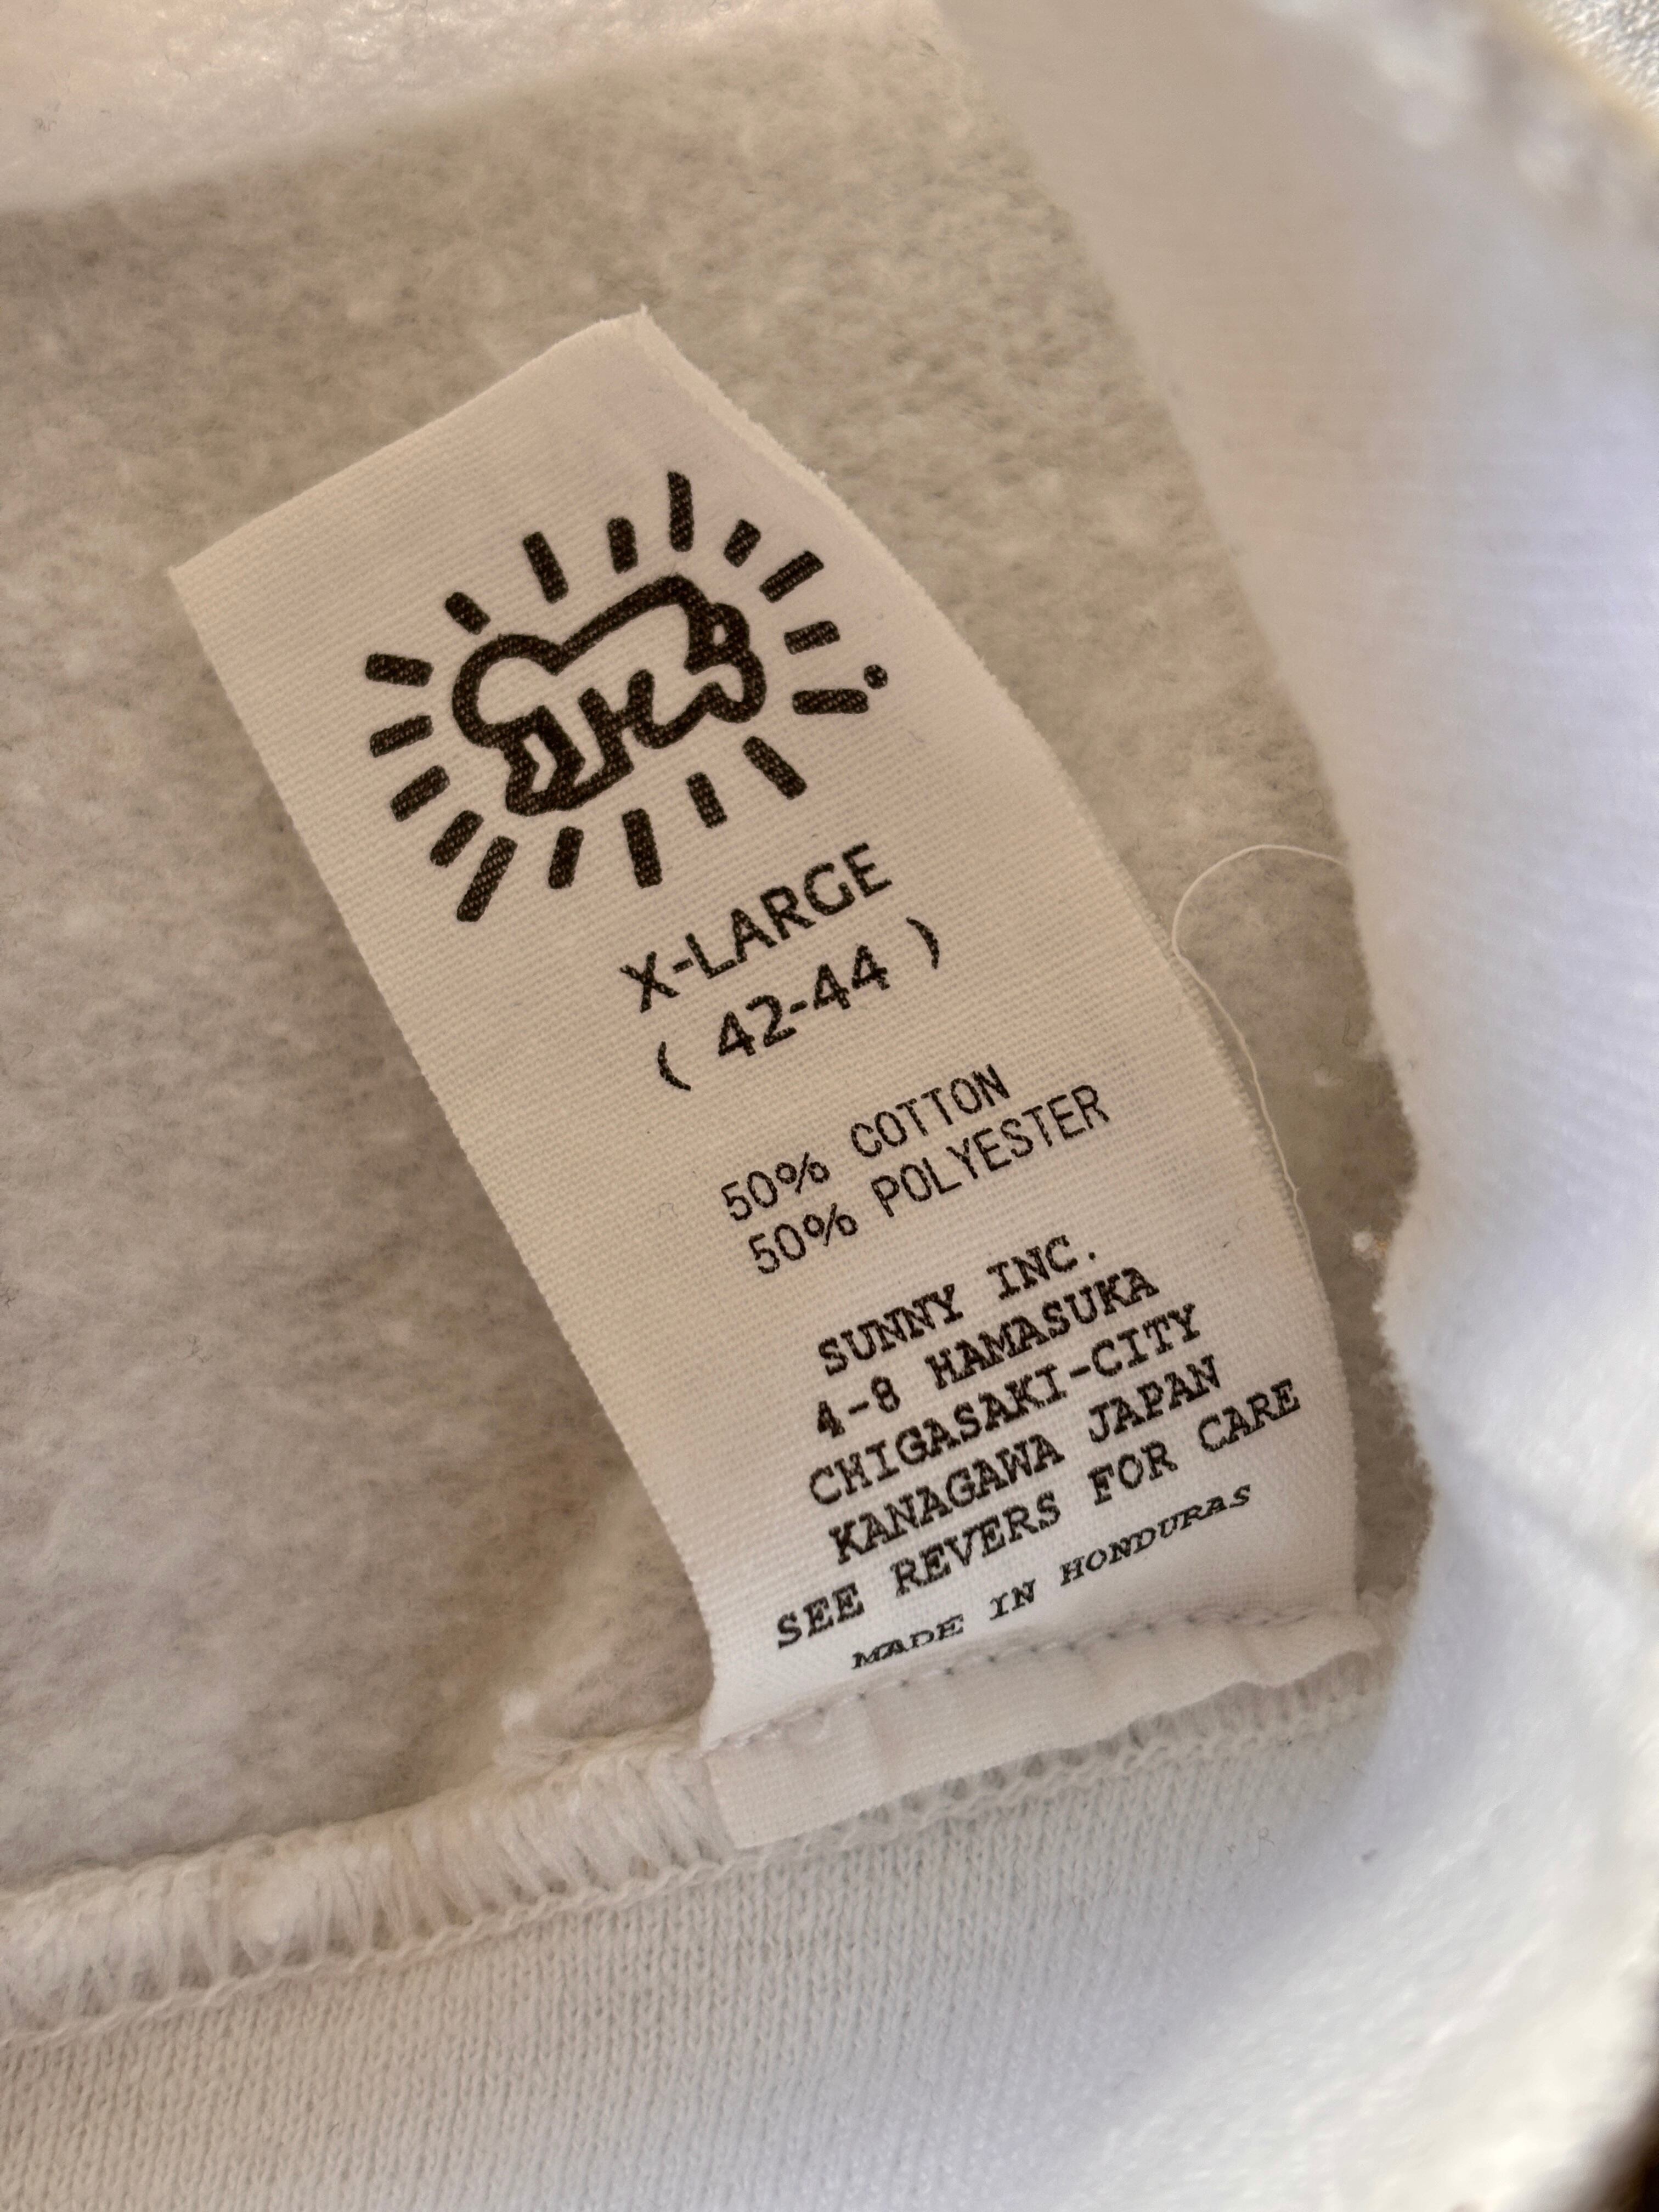 X-LARGE
( 42-44 )
50% COTTON
50% POLYESTER
SUNNY INC.
4-8 HAMASUKA
CHIGASAKI-CITY
KANAGAWA JAPAN
SEE REVERS FOR CARE
MADE IN HONDURAS